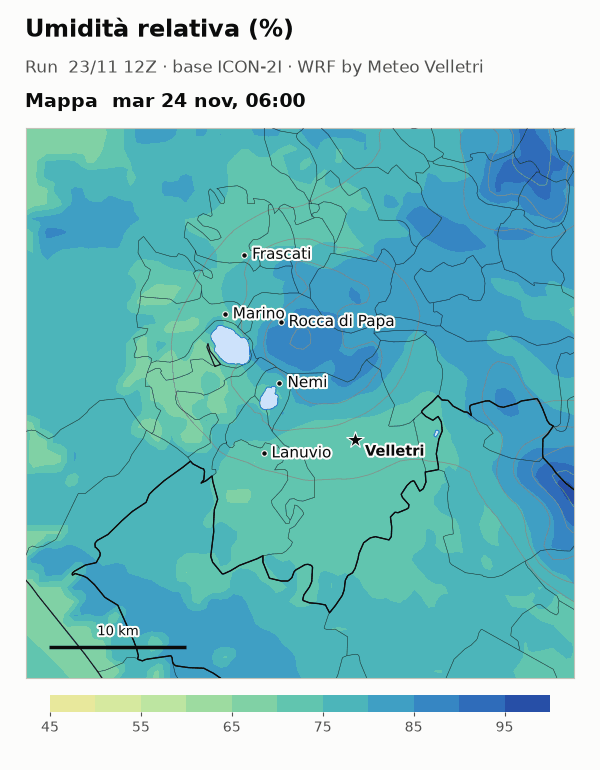 Umidità relativa (%)
Run  23/11 12Z · base ICON-2I · WRF by Meteo Velletri
Mappa  mar 24 nov, 06:00
Frascati
Marino
Rocca di Papa
Nemi
Velletri
Lanuvio
10 km
45 55 65 75 85 95